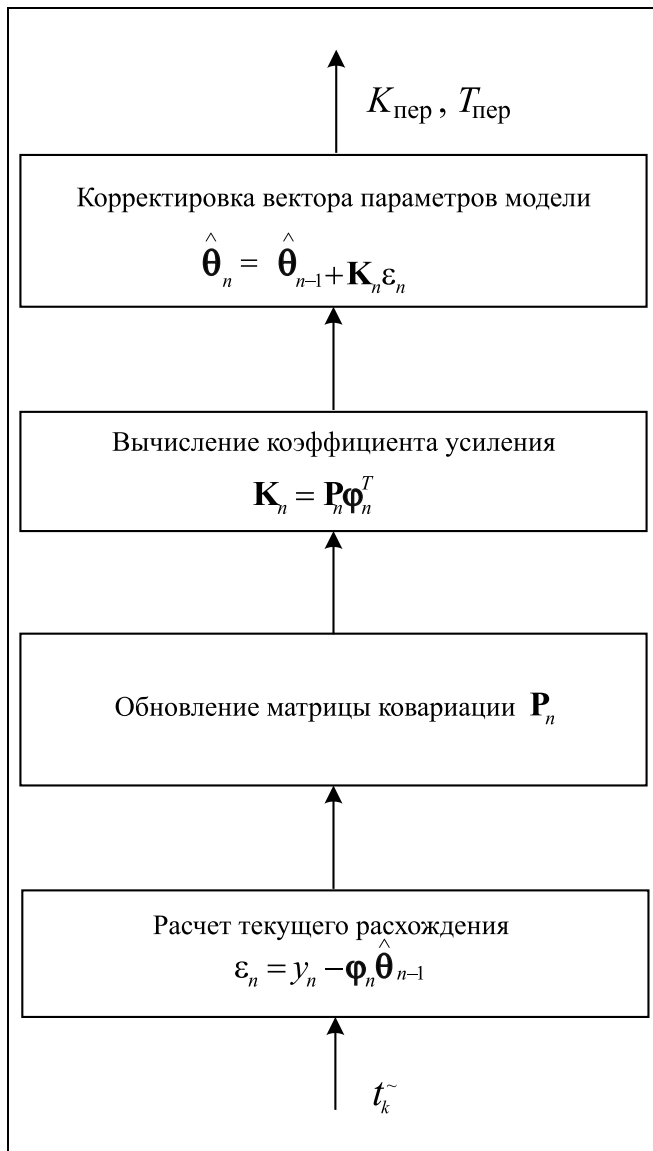 K_пер , T_пер
Корректировка вектора параметров модели
θ̂_n = θ̂_{n–1} + K_n ε_n
Вычисление коэффициента усиления
K_n = P_n φ_n^T
Обновление матрицы ковариации P_n
Расчет текущего расхождения
ε_n = y_n – φ_n θ̂_{n–1}
t_k^~